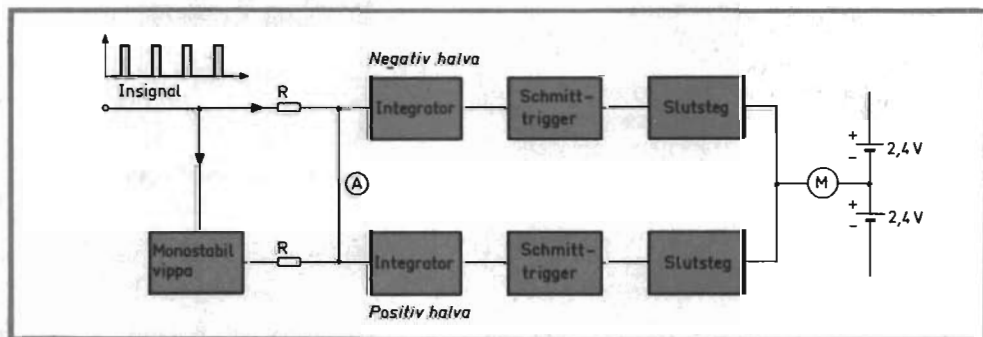 Negativ halva
Insignal
R
Integrator
Schmitt-
trigger
Slutsteg
+
-
2,4 V
A
M
+
-
2,4 V
Monostabil
vippa
R
Integrator
Schmitt-
trigger
Slutsteg
Positiv halva